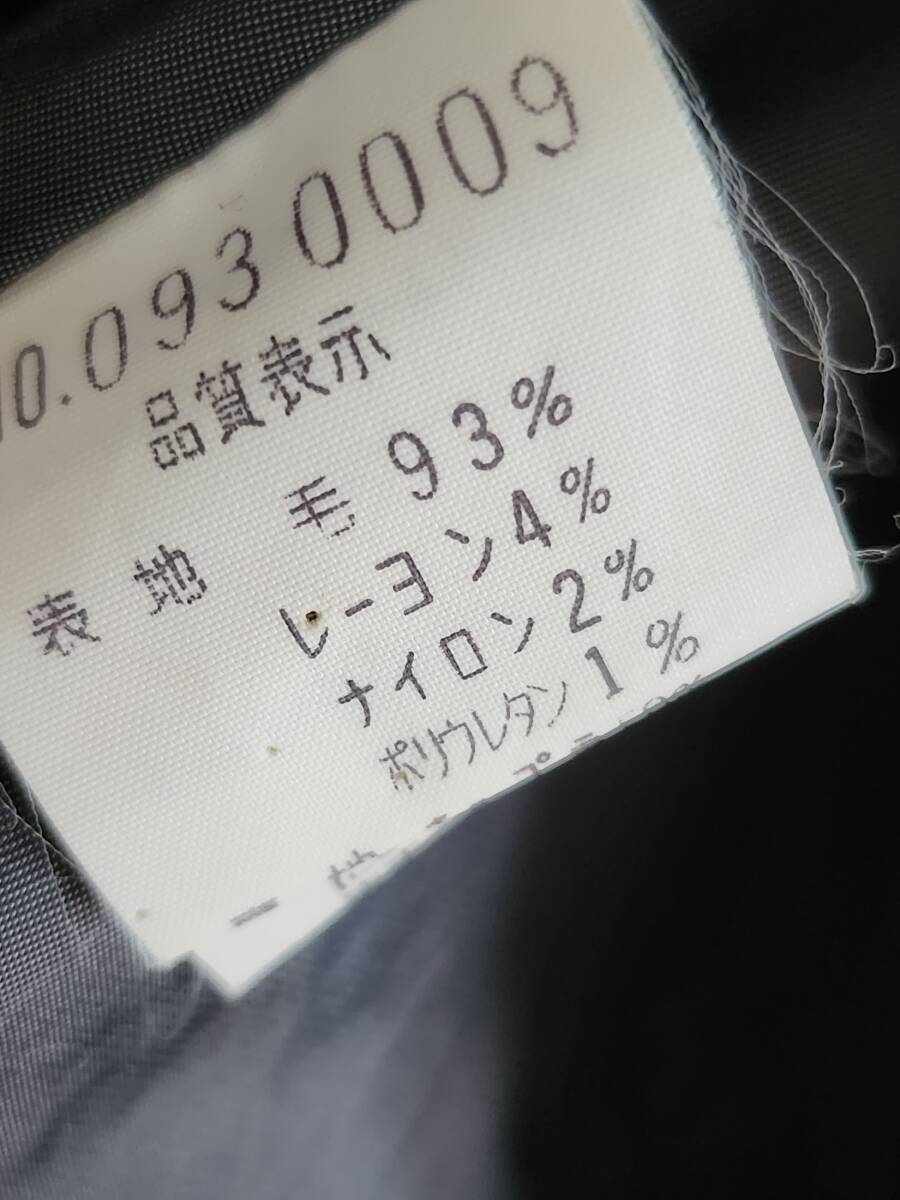 0.0930009
品質表示
表地 毛 93%
レーヨン 4%
ナイロン 2%
ポリウレタン 1%